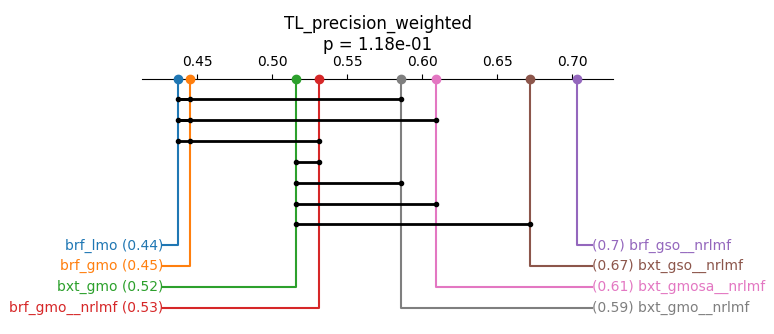 TL_precision_weighted
p = 1.18e-01
0.45 0.50 0.55 0.60 0.65 0.70
brf_lmo (0.44) (0.7) brf_gso__nrlmf
brf_gmo (0.45) (0.67) bxt_gso__nrlmf
bxt_gmo (0.52) (0.61) bxt_gmosa__nrlmf
brf_gmo__nrlmf (0.53) (0.59) bxt_gmo__nrlmf